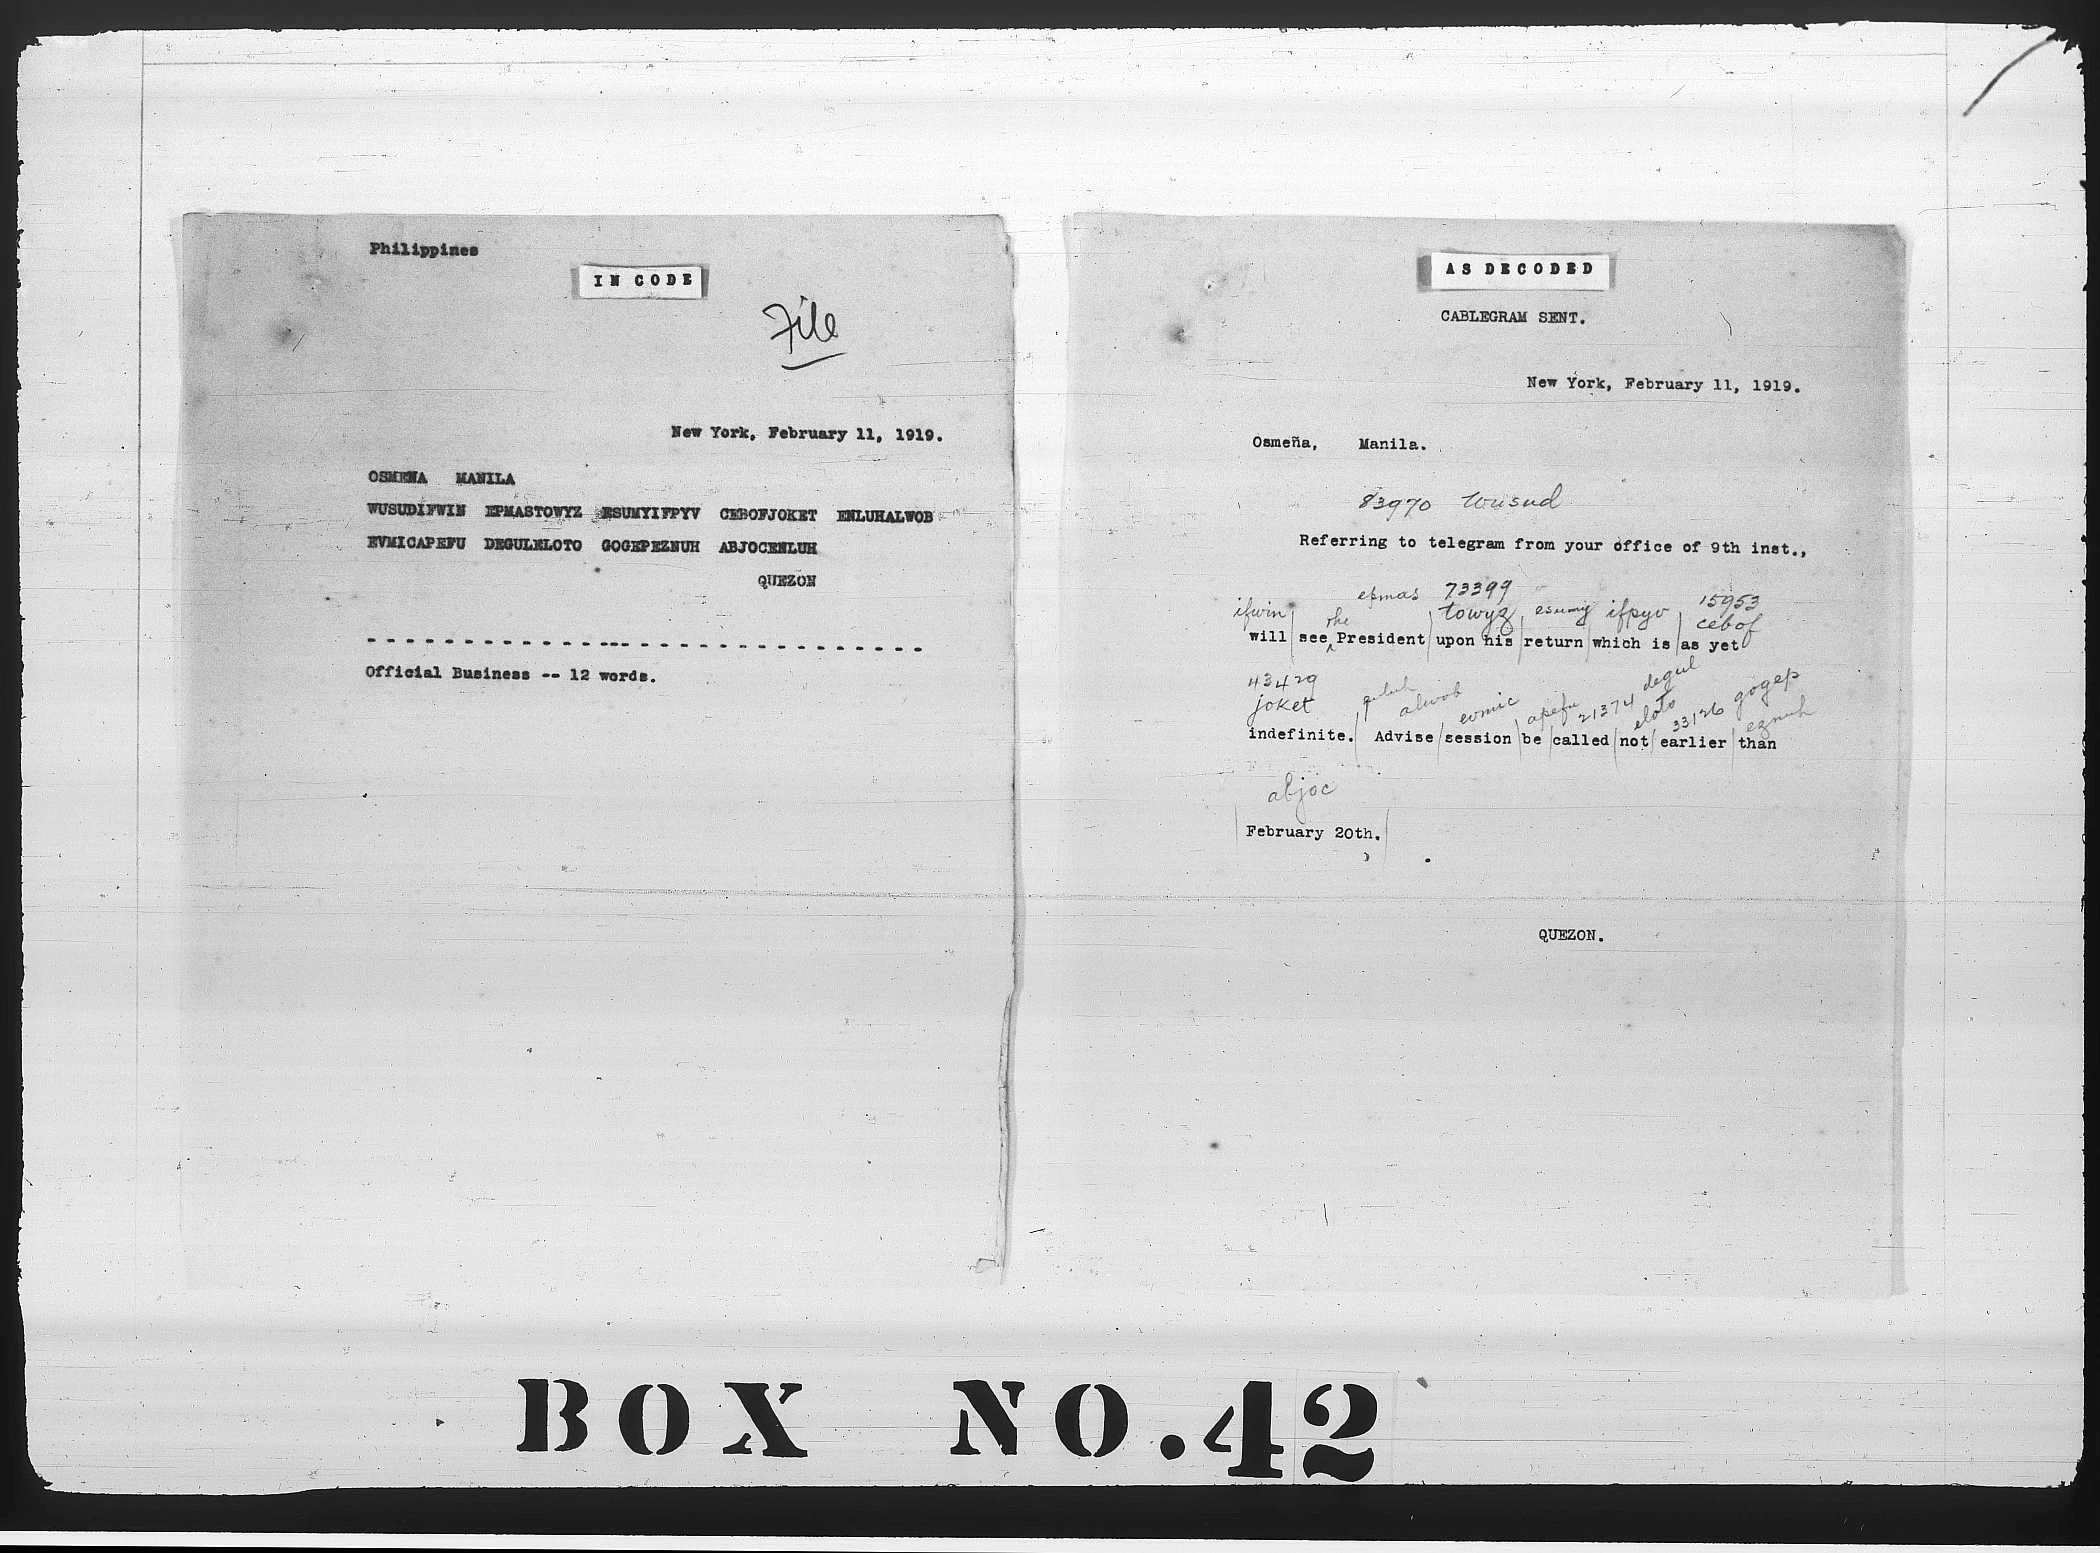 Philippines
IN CODE
File
New York, February 11, 1919.
OSMENA MANILA
WUSUDIFWIN EPMASTOWYZ ESUMYIFPYV CEBOFJOKET ENLUHALWOB
EVMICAPEFU DEGULELOTO GOGEPEZNUH ABJOCENLUH
QUEZON
Official Business -- 12 words.
AS DECODED
CABLEGRAM SENT.
New York, February 11, 1919.
Osmeña, Manila.
83970 Wusud
Referring to telegram from your office of 9th inst.,
epmas 73399
ifwin the towyz esumy ifpyv 15953 cebof
will see President upon his return which is as yet
43429
joket alwob evmic apefu 21374 degul eloto 33126 gogep eznuh
indefinite. Advise session be called not earlier than
abjoc
February 20th.
QUEZON.
BOX NO. 42